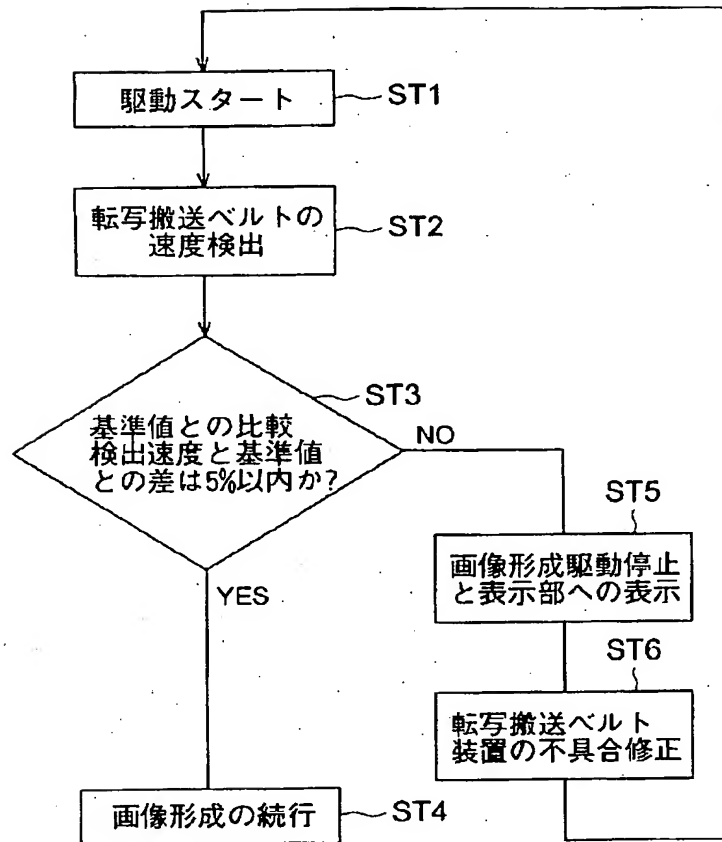 駆動スタート
ST1
転写搬送ベルトの
速度検出
ST2
ST3
基準値との比較
検出速度と基準値
との差は5%以内か?
NO
YES
ST5
画像形成駆動停止
と表示部への表示
ST6
転写搬送ベルト
装置の不具合修正
画像形成の続行
ST4